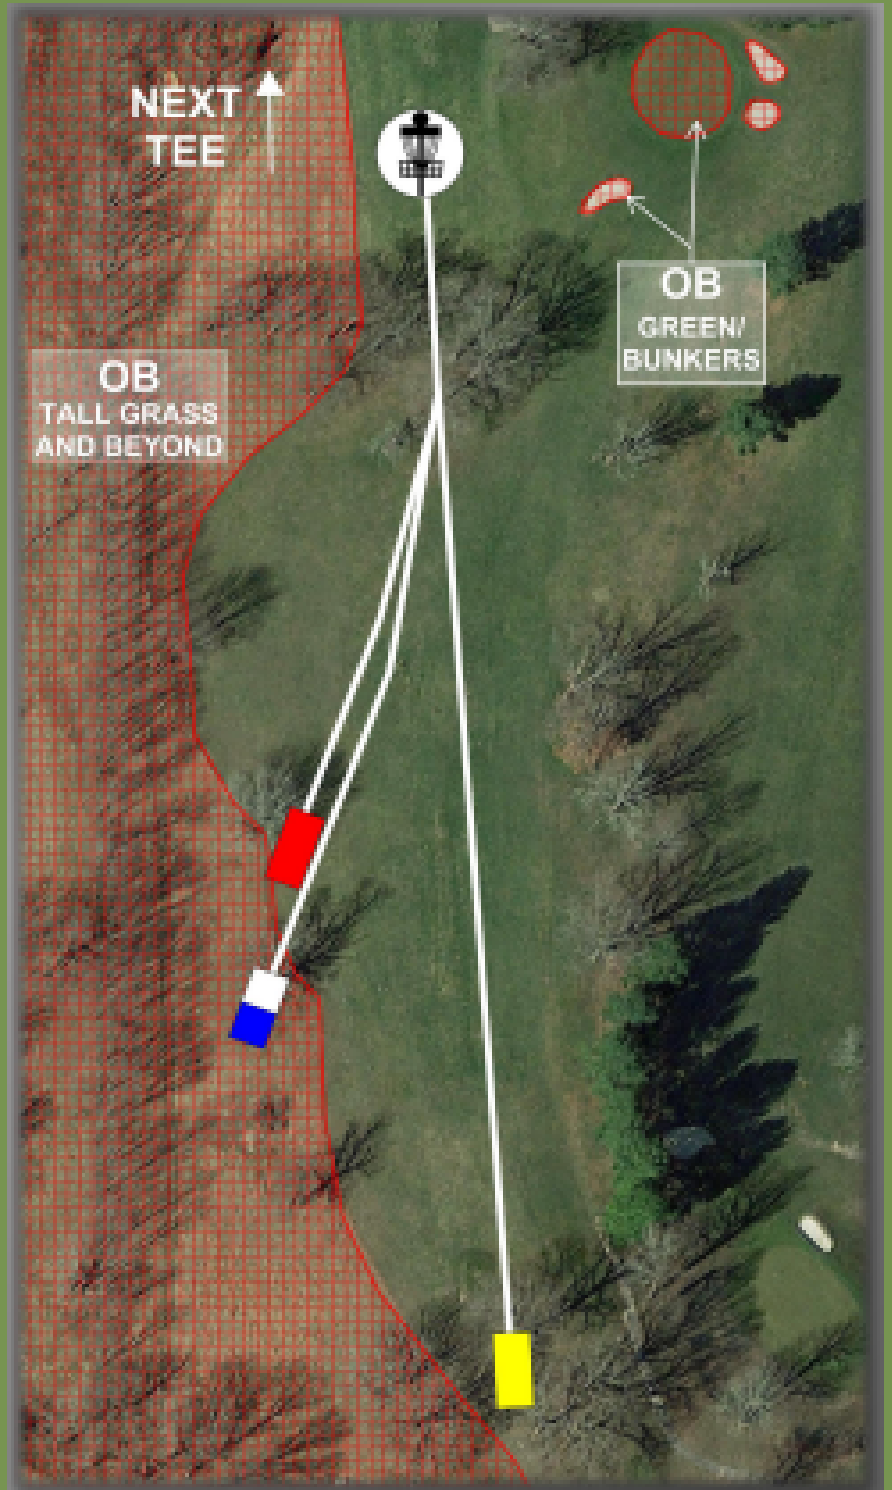 NEXT
TEE
OB
GREEN/
BUNKERS
OB
TALL GRASS
AND BEYOND